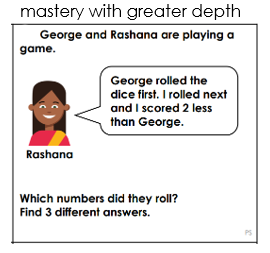 mastery with greater depth
George and Rashana are playing a
game.
George rolled the
dice first. I rolled next
and I scored 2 less
than George.
Rashana
Which numbers did they roll?
Find 3 different answers.
PS